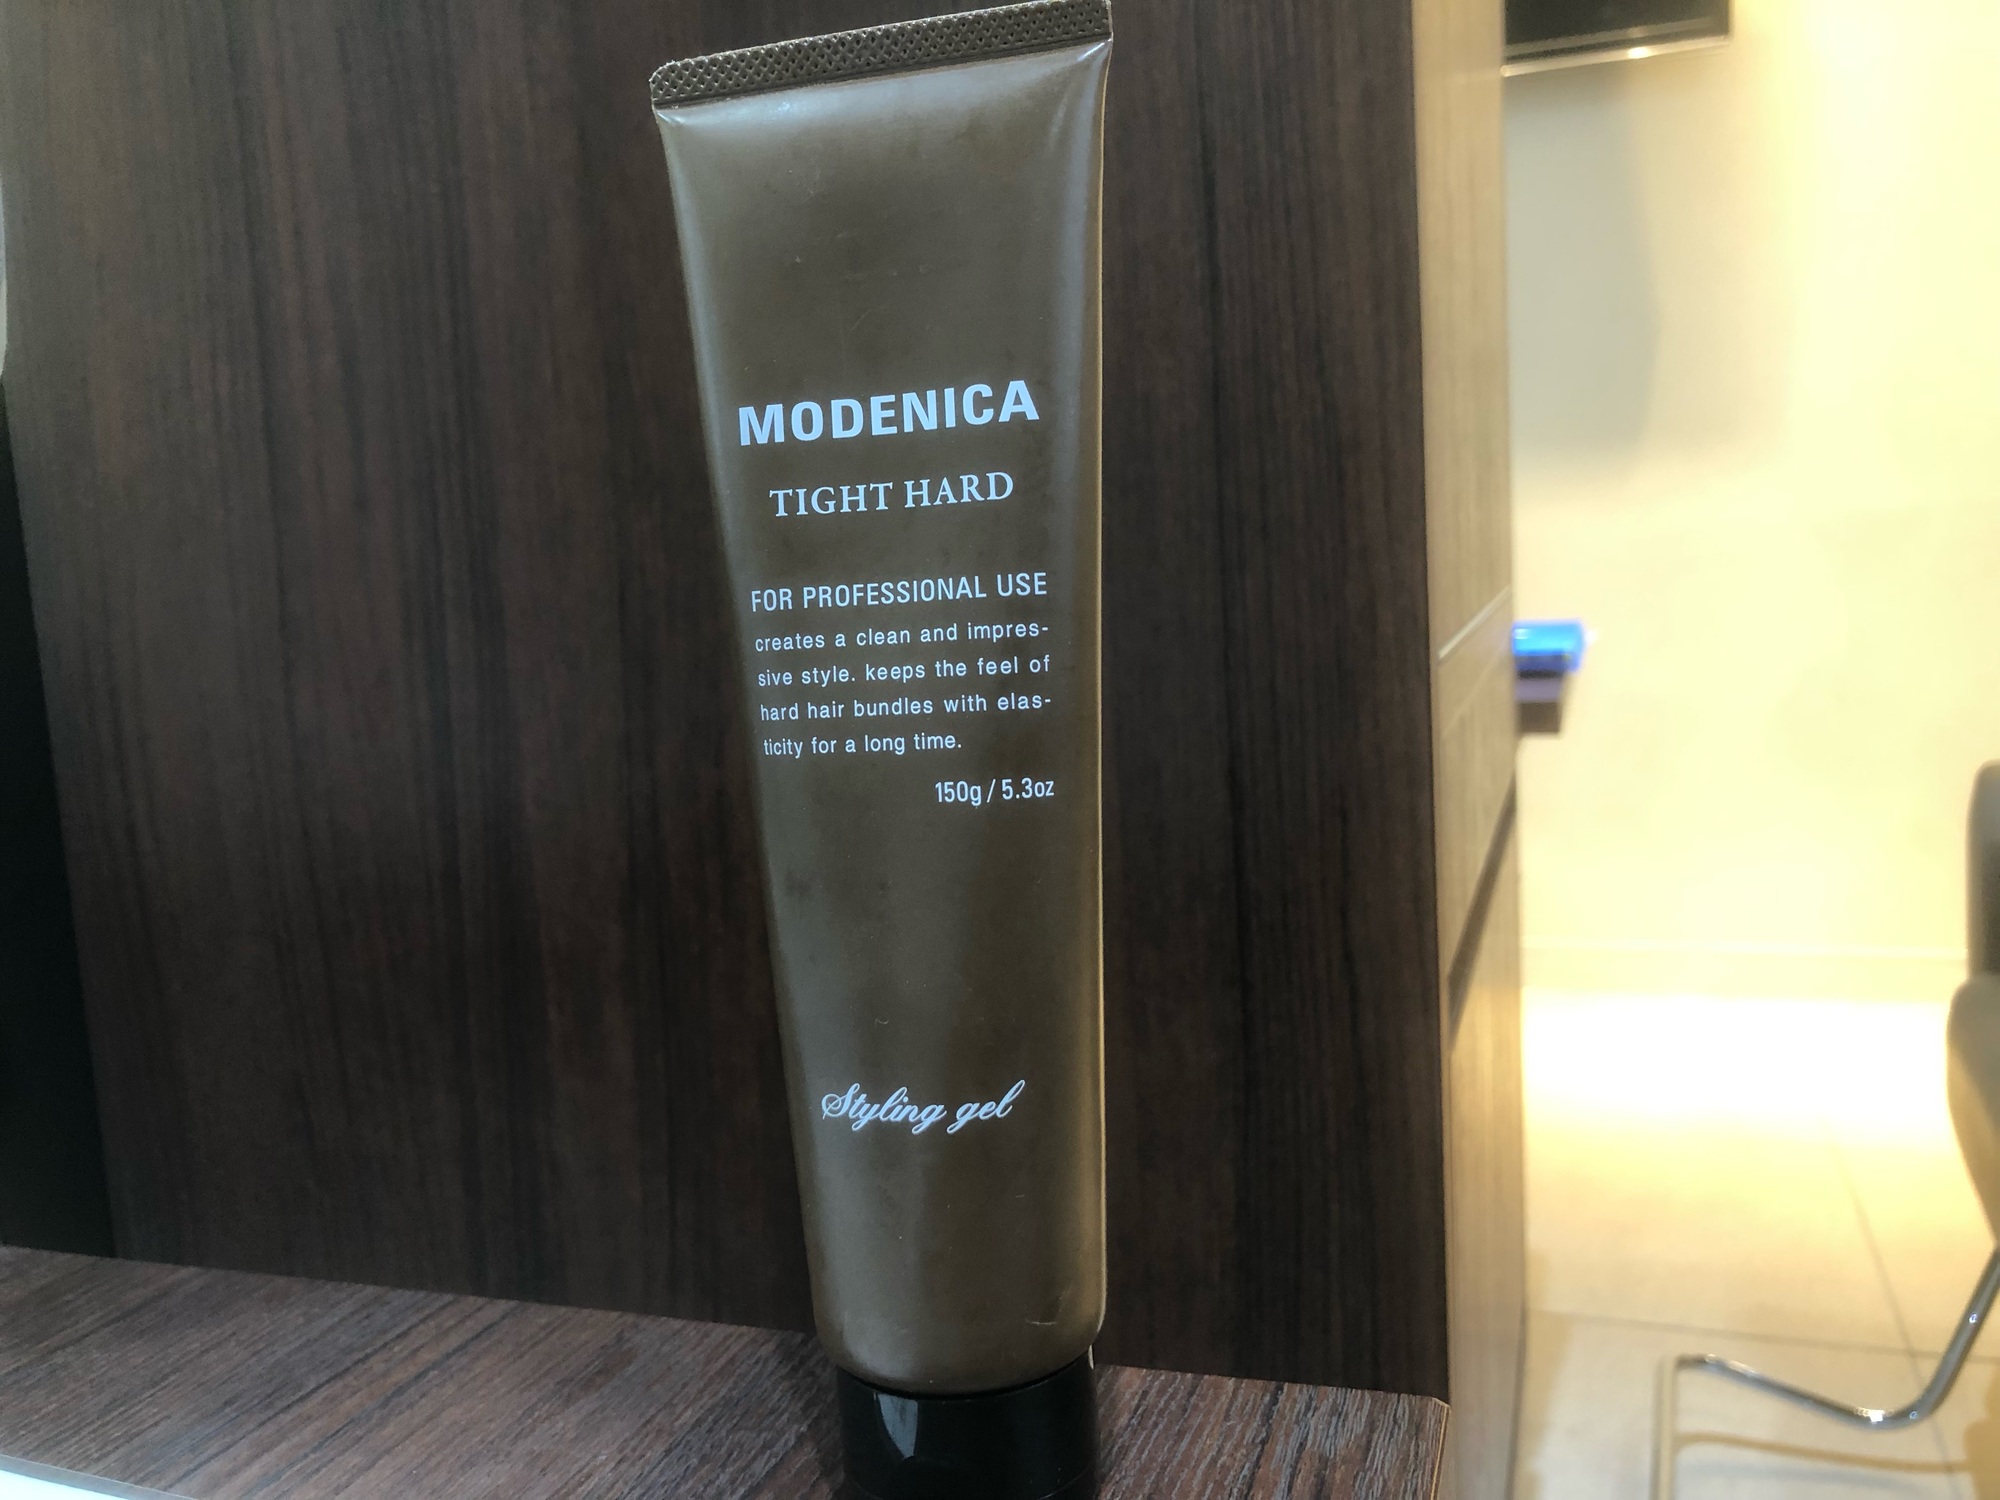 MODENICA
TIGHT HARD
FOR PROFESSIONAL USE
creates a clean and impres-
sive style. keeps the feel of
hard hair bundles with elas-
ticity for a long time.
150g / 5.3oz
Styling gel